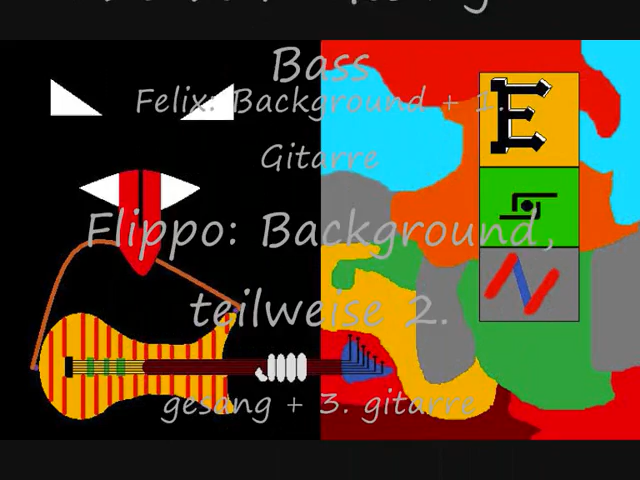 Bass
Felix: Background + 1.
Gitarre
Flippo: Background,
teilweise 2.
gesang + 3. gitarre
E
N